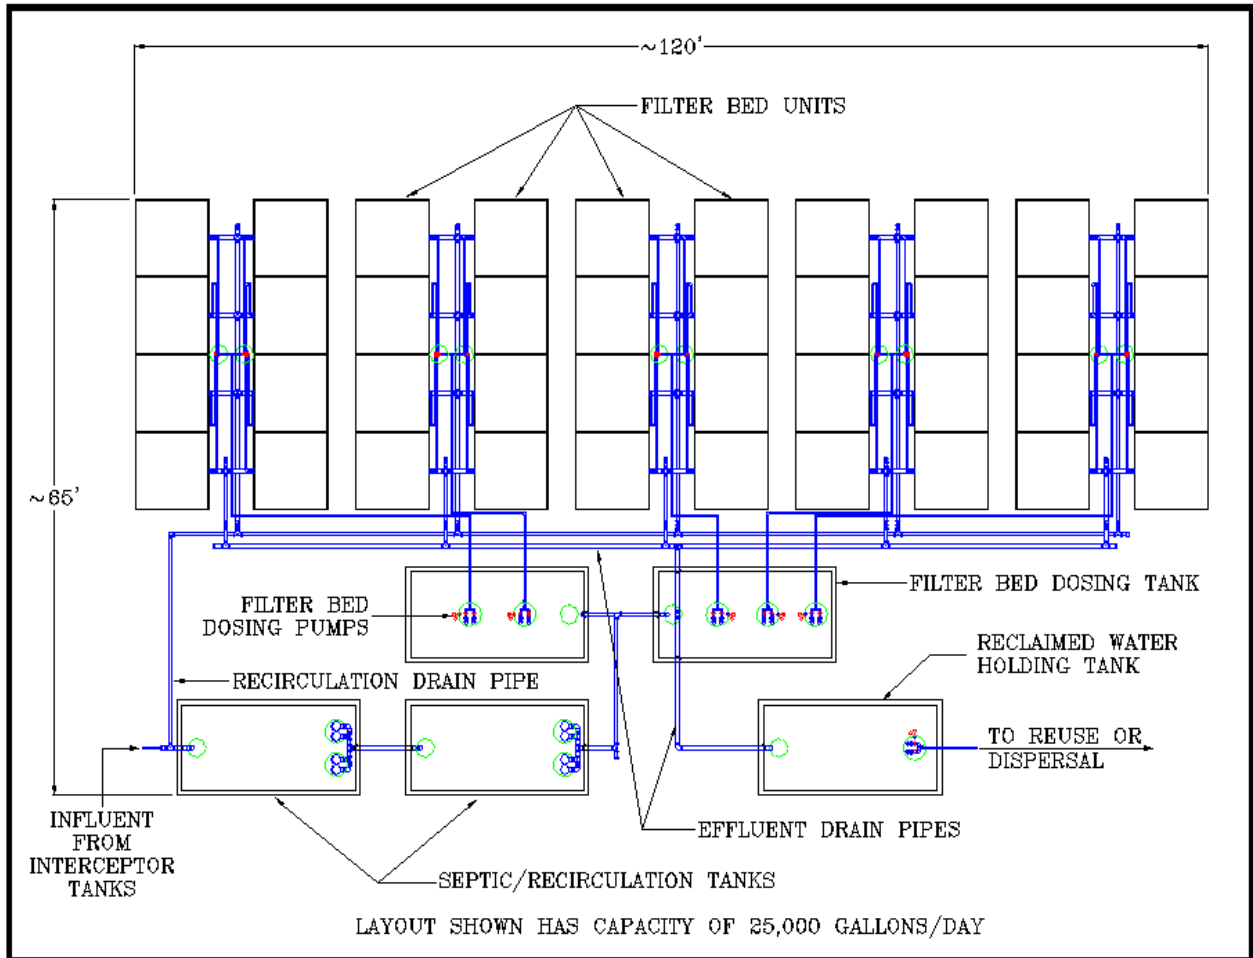 ~120'
FILTER BED UNITS
~65'
FILTER BED DOSING TANK
FILTER BED
DOSING PUMPS
RECLAIMED WATER
HOLDING TANK
RECIRCULATION DRAIN PIPE
TO REUSE OR
DISPERSAL
INFLUENT
FROM
INTERCEPTOR
TANKS
EFFLUENT DRAIN PIPES
SEPTIC/RECIRCULATION TANKS
LAYOUT SHOWN HAS CAPACITY OF 25,000 GALLONS/DAY